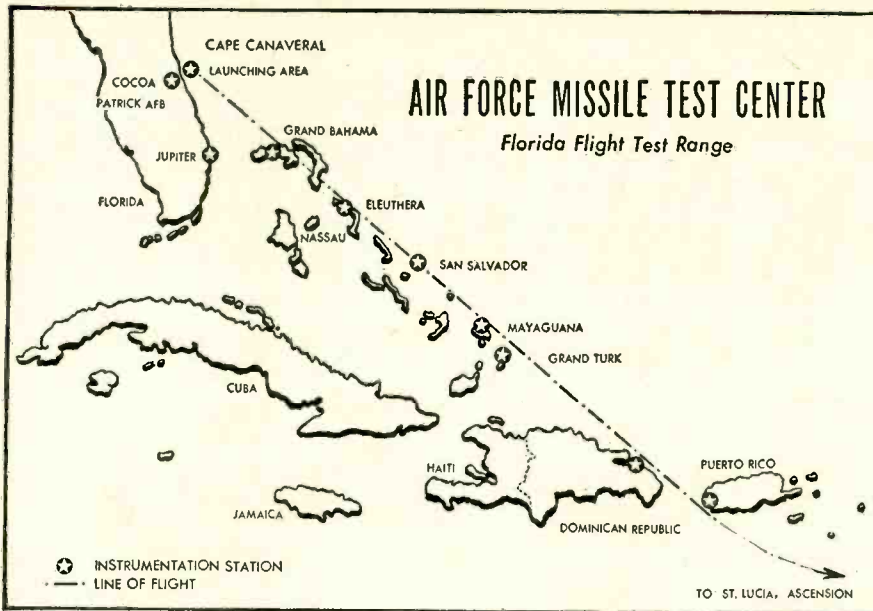 AIR FORCE MISSILE TEST CENTER
Florida Flight Test Range
CAPE CANAVERAL
LAUNCHING AREA
COCOA
PATRICK AFB
GRAND BAHAMA
JUPITER
FLORIDA
ELEUTHERA
NASSAU
SAN SALVADOR
MAYAGUANA
GRAND TURK
CUBA
HAITI
PUERTO RICO
JAMAICA
DOMINICAN REPUBLIC
INSTRUMENTATION STATION
LINE OF FLIGHT
TO ST. LUCIA, ASCENSION